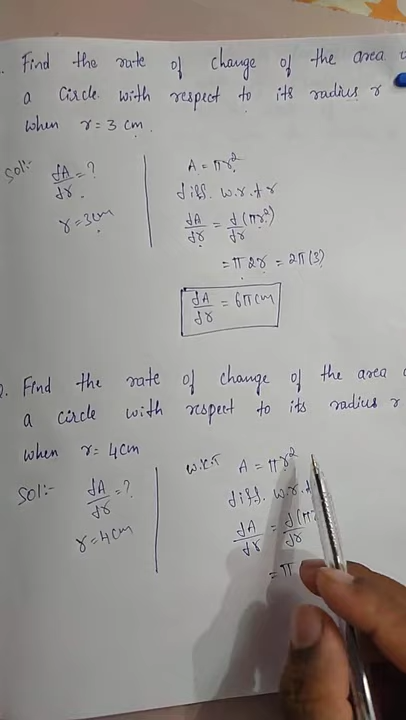 Find the rate of change of the area
a circle with respect to its radius r
when r = 3 cm.
Sol:- dA/dr = ?
r = 3cm
A = πr²
diff. w.r.t r
dA/dr = d/dr (πr²)
= π2r = 2π(3)
dA/dr = 6π cm
2. Find the rate of change of the area
a circle with respect to its radius r
when r = 4cm
Sol:- dA/dr = ?
r = 4cm
w.k.T A = πr²
diff. w.r.t
dA/dr = d/dr (π
= π